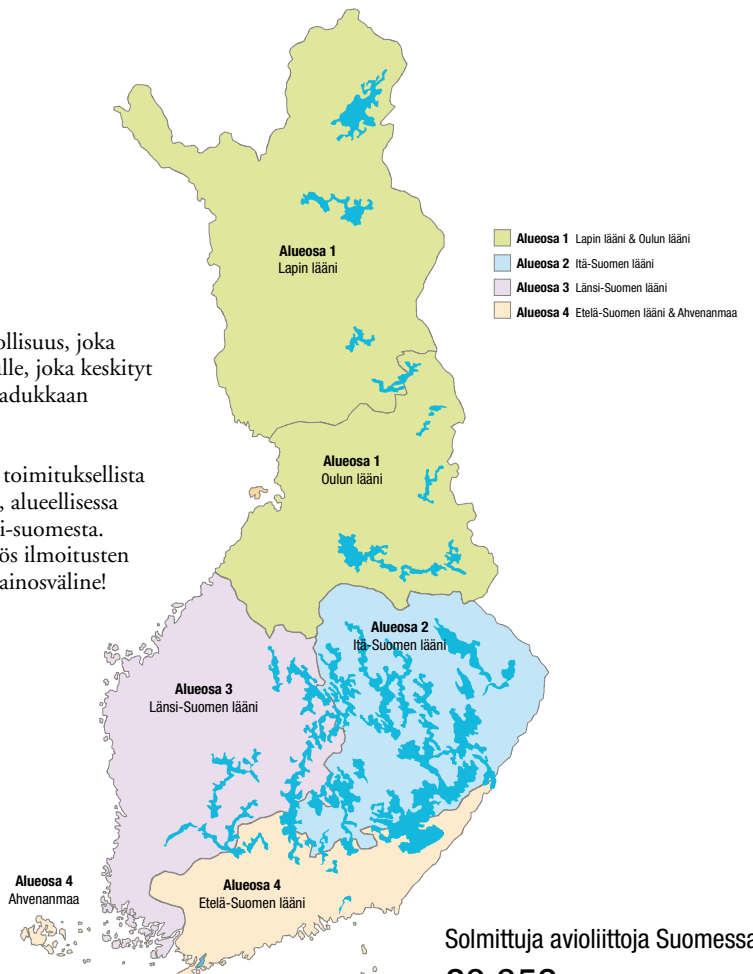 Alueosa 1
Lapin lääni
Alueosa 1 Lapin lääni & Oulun lääni
Alueosa 2 Itä-Suomen lääni
Alueosa 3 Länsi-Suomen lääni
Alueosa 4 Etelä-Suomen lääni & Ahvenanmaa
ollisuus, joka
lle, joka keskityt
adukkaan
toimituksellista
, alueellisessa
i-suomesta.
ös ilmoitusten
ainosväline!
Alueosa 1
Oulun lääni
Alueosa 2
Itä-Suomen lääni
Alueosa 3
Länsi-Suomen lääni
Alueosa 4
Ahvenanmaa
Alueosa 4
Etelä-Suomen lääni
Solmittuja avioliittoja Suomessa